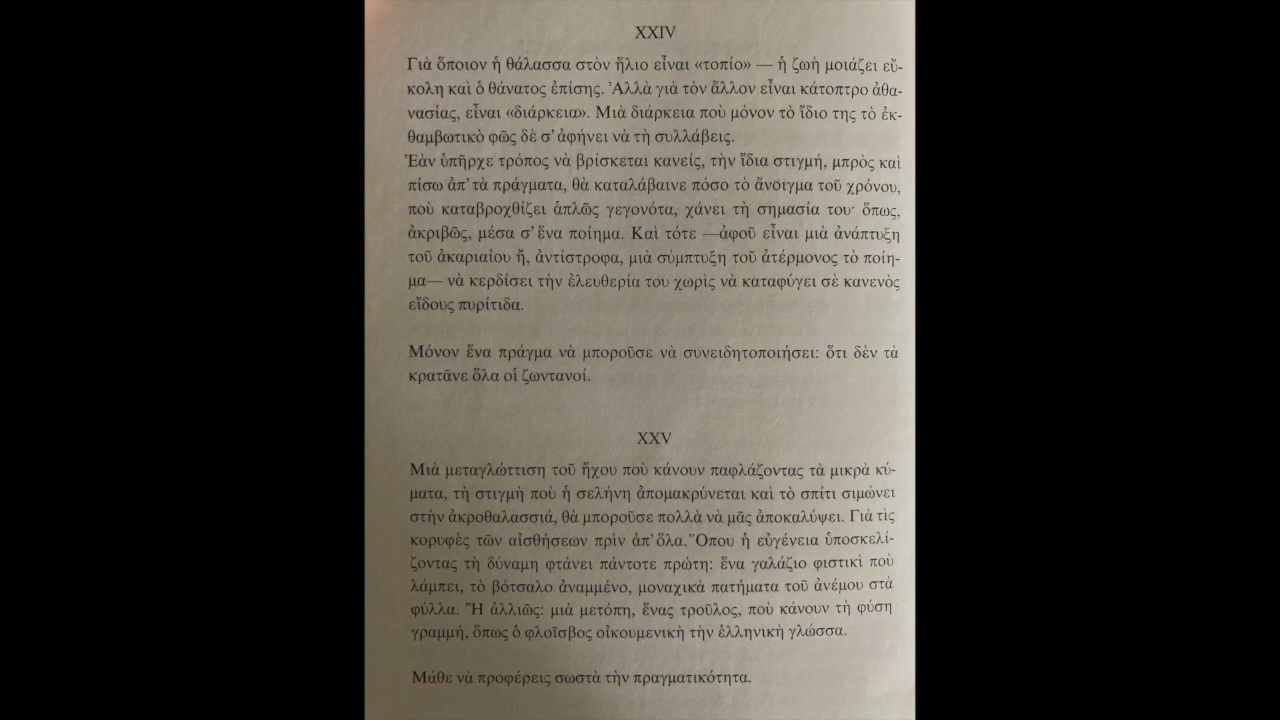 XXIV
Γιὰ ὅποιον ἡ θάλασσα στὸν ἥλιο εἶναι «τοπίο» — ἡ ζωὴ μοιάζει εὔ-
κολη καὶ ὁ θάνατος ἐπίσης. Ἀλλὰ γιὰ τὸν ἄλλον εἶναι κάτοπτρο ἀθα-
νασίας, εἶναι «διάρκεια». Μιὰ διάρκεια ποὺ μόνον τὸ ἴδιο της τὸ ἐκ-
θαμβωτικὸ φῶς δὲ σ’ ἀφήνει νὰ τὴ συλλάβεις.
Ἐὰν ὑπῆρχε τρόπος νὰ βρίσκεται κανείς, τὴν ἴδια στιγμή, μπρὸς καὶ
πίσω ἀπ’ τὰ πράγματα, θὰ καταλάβαινε πόσο τὸ ἄνοιγμα τοῦ χρόνου,
ποὺ καταβροχθίζει ἁπλῶς γεγονότα, χάνει τὴ σημασία του· ὅπως,
ἀκριβῶς, μέσα σ’ ἕνα ποίημα. Καὶ τότε —ἀφοῦ εἶναι μιὰ ἀνάπτυξη
τοῦ ἀκαριαίου ἤ, ἀντίστροφα, μιὰ σύμπτυξη τοῦ ἀτέρμονος τὸ ποίη-
μα— νὰ κερδίσει τὴν ἐλευθερία του χωρὶς νὰ καταφύγει σὲ κανενὸς
εἴδους πυρίτιδα.
Μόνον ἕνα πράγμα νὰ μποροῦσε νὰ συνειδητοποιήσει: ὅτι δὲν τὰ
κρατᾶνε ὅλα οἱ ζωντανοί.
XXV
Μιὰ μεταγλώττιση τοῦ ἤχου ποὺ κάνουν παφλάζοντας τὰ μικρὰ κύ-
ματα, τὴ στιγμὴ ποὺ ἡ σελήνη ἀπομακρύνεται καὶ τὸ σπίτι σιμώνει
στὴν ἀκροθαλασσιά, θὰ μποροῦσε πολλὰ νὰ μᾶς ἀποκαλύψει. Γιὰ τὶς
κορυφὲς τῶν αἰσθήσεων πρὶν ἀπ’ ὅλα. Ὅπου ἡ εὐγένεια ὑποσκελί-
ζοντας τὴ δύναμη φτάνει πάντοτε πρώτη: ἕνα γαλάζιο φιστικὶ ποὺ
λάμπει, τὸ βότσαλο ἀναμμένο, μοναχικὰ πατήματα τοῦ ἀνέμου στὰ
φύλλα. Ἢ ἀλλιῶς: μιὰ μετόπη, ἕνας τροῦλος, ποὺ κάνουν τὴ φύση
γραμμή, ὅπως ὁ φλοῖσβος οἰκουμενικὴ τὴν ἑλληνικὴ γλώσσα.
Μάθε νὰ προφέρεις σωστὰ τὴν πραγματικότητα.